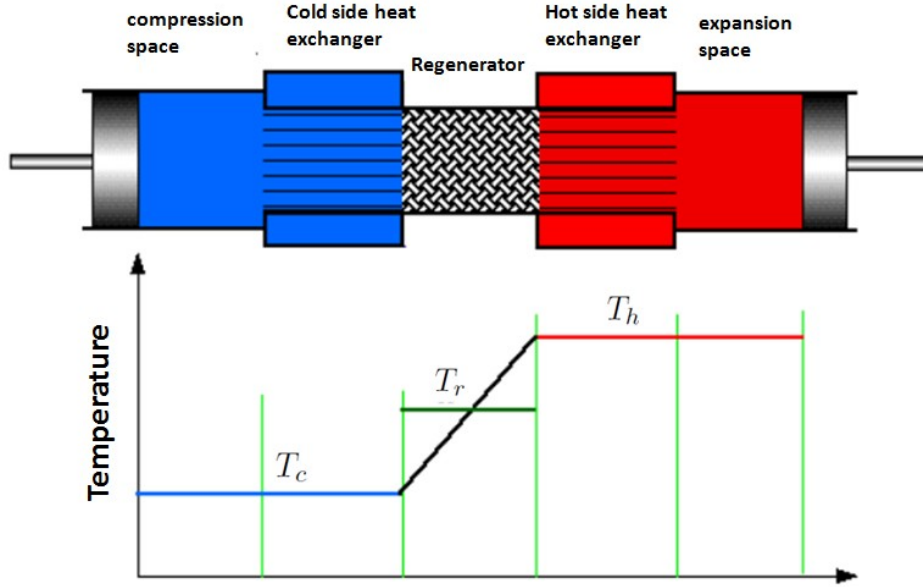 compression
space
Cold side heat
exchanger
Regenerator
Hot side heat
exchanger
expansion
space
Temperature
T_c
T_r
T_h